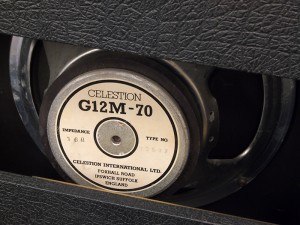 CELESTION
G12M-70
IMPEDANCE TYPE NO.
CELESTION INTERNATIONAL LTD.
FOXHALL ROAD
IPSWICH SUFFOLK
ENGLAND